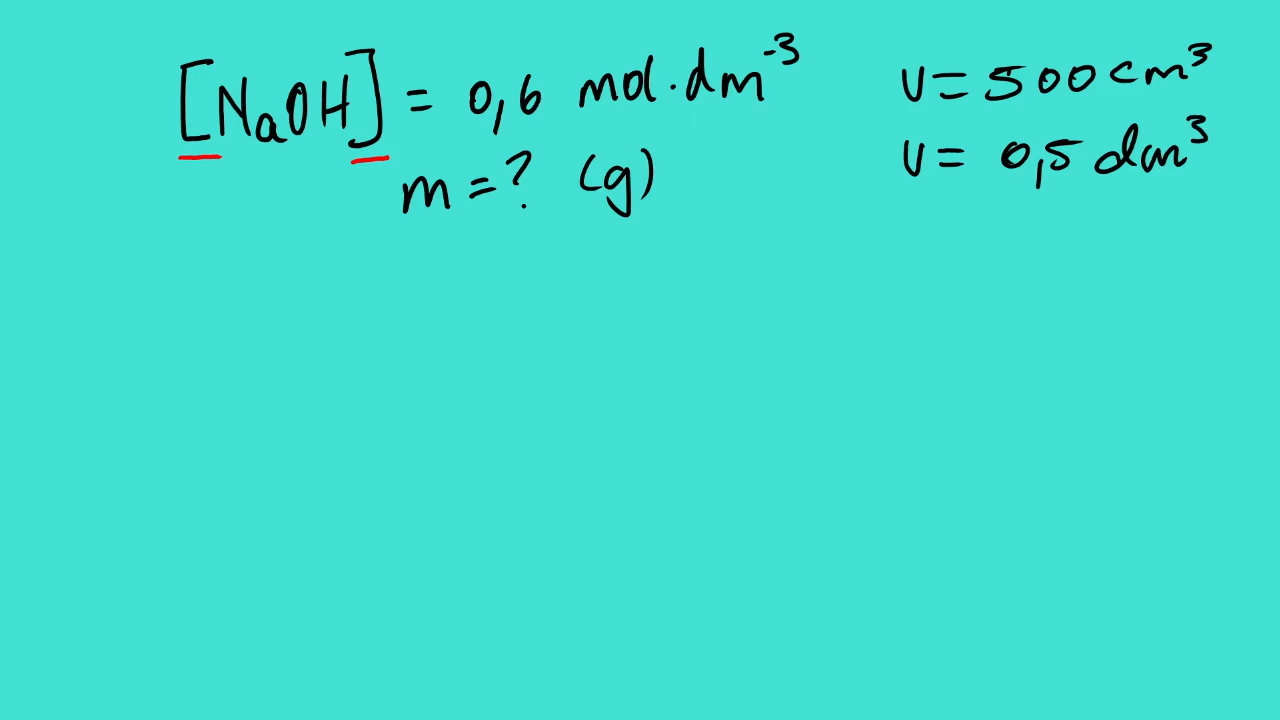 [NaOH] = 0,6 mol·dm⁻³
m = ? (g)
V = 500 cm³
V = 0,5 dm³